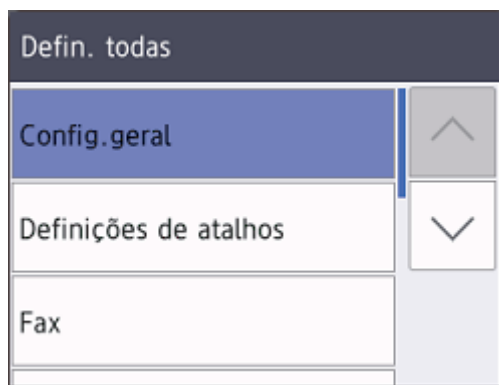 Defin. todas
Config.geral
Definições de atalhos
Fax